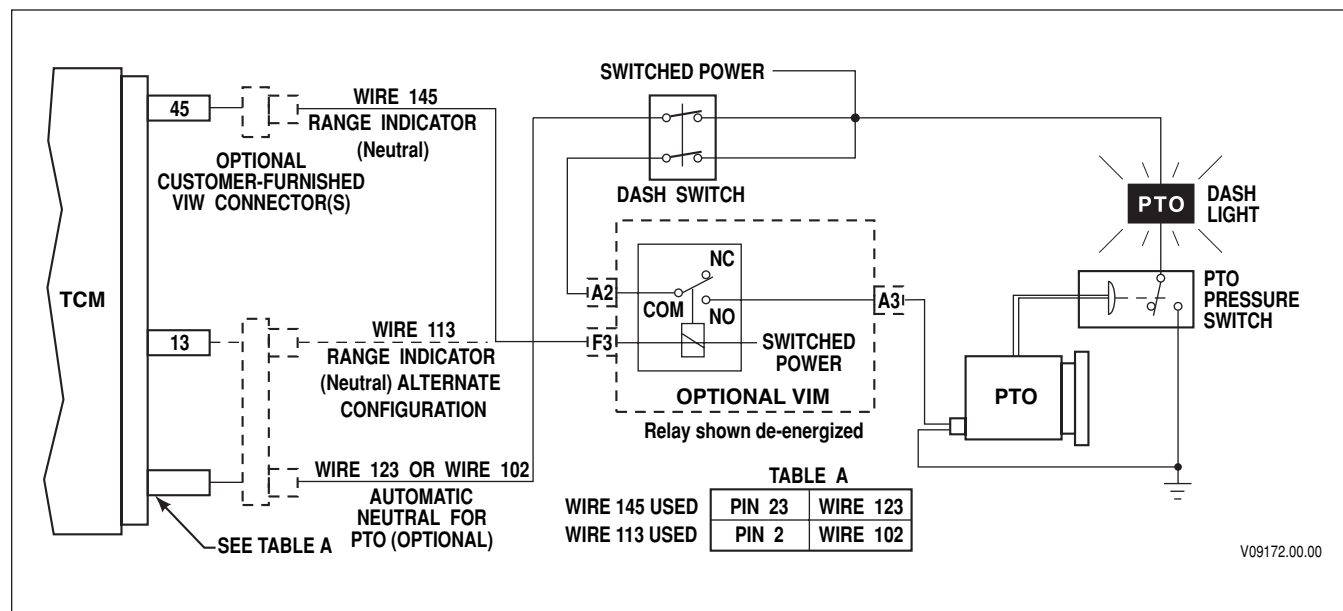 SWITCHED POWER
45
WIRE 145
RANGE INDICATOR
(Neutral)
OPTIONAL
CUSTOMER-FURNISHED
VIW CONNECTOR(S)
DASH SWITCH
PTO
DASH
LIGHT
TCM
NC
A2
COM
NO
A3
PTO
PRESSURE
SWITCH
13
WIRE 113
RANGE INDICATOR
(Neutral) ALTERNATE
CONFIGURATION
F3
SWITCHED
POWER
OPTIONAL VIM
Relay shown de-energized
PTO
WIRE 123 OR WIRE 102
AUTOMATIC
NEUTRAL FOR
PTO (OPTIONAL)
SEE TABLE A
TABLE A
WIRE 145 USED PIN 23 WIRE 123
WIRE 113 USED PIN 2 WIRE 102
V09172.00.00